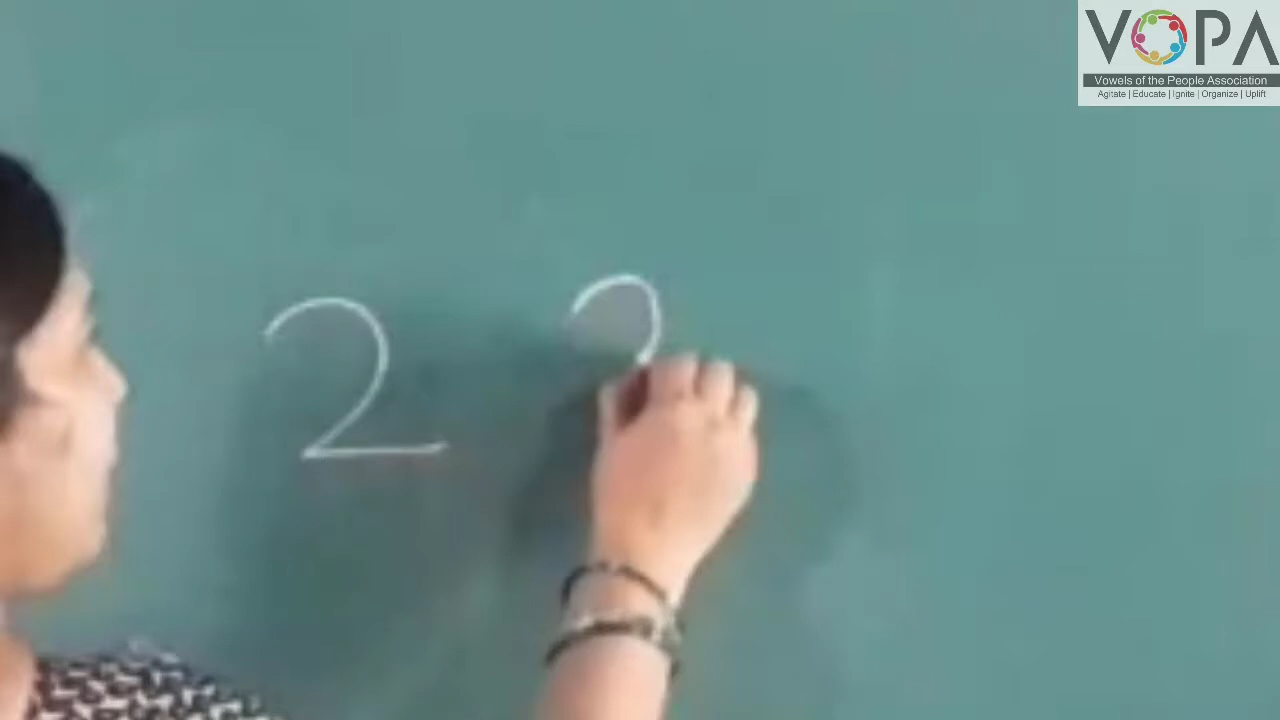 VOPA
Vowels of the People Association
Agitate | Educate | Ignite | Organize | Uplift
2